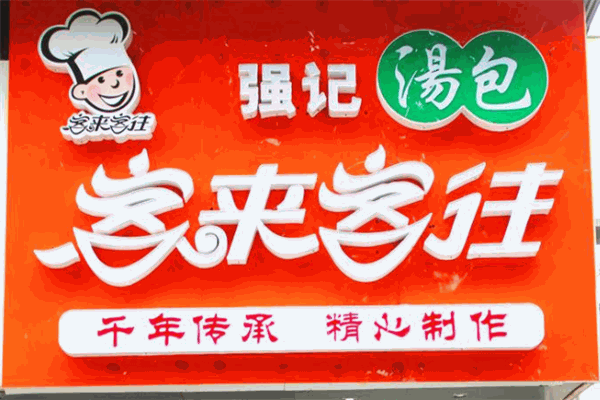 客来客往
强记 湯包
客来客往
千年传承 精心制作